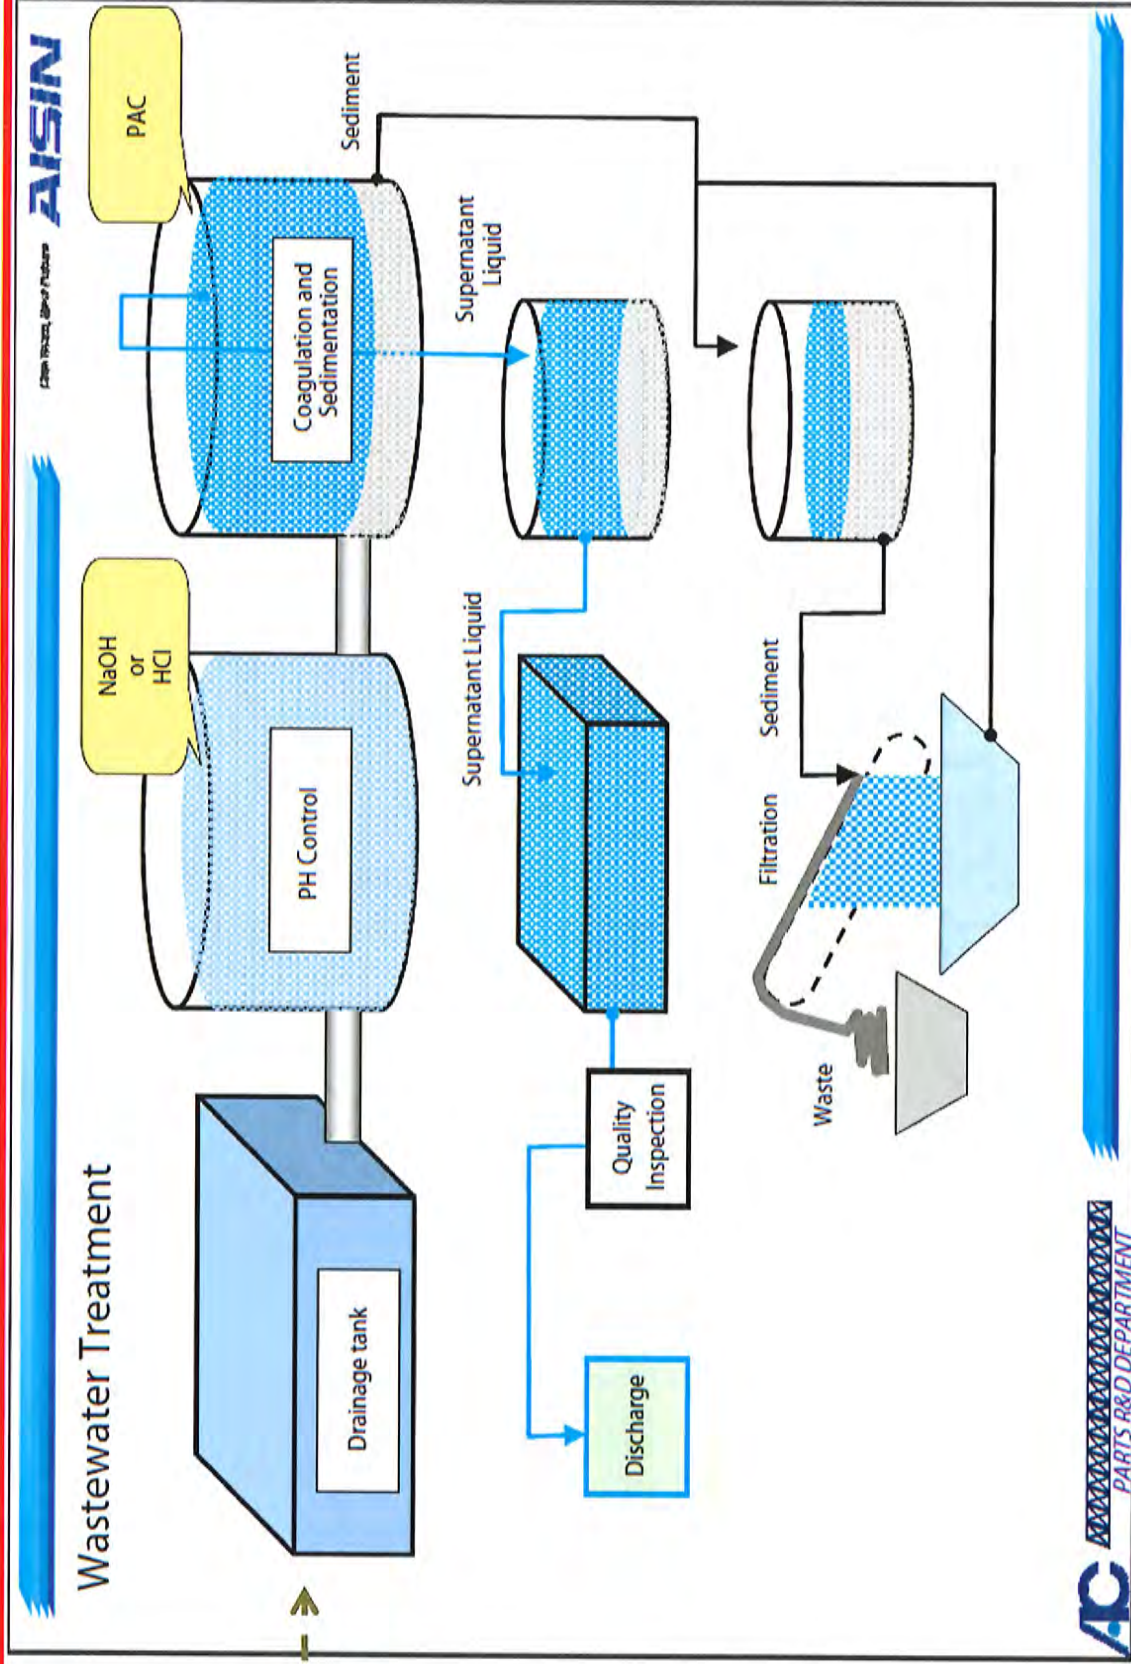 AISIN
Wastewater Treatment
NaOH
or
HCl
PAC
Drainage tank
PH Control
Coagulation and
Sedimentation
Sediment
Supernatant
Liquid
Supernatant Liquid
Quality
Inspection
Discharge
Sediment
Filtration
Waste
AC
PARTS R&D DEPARTMENT